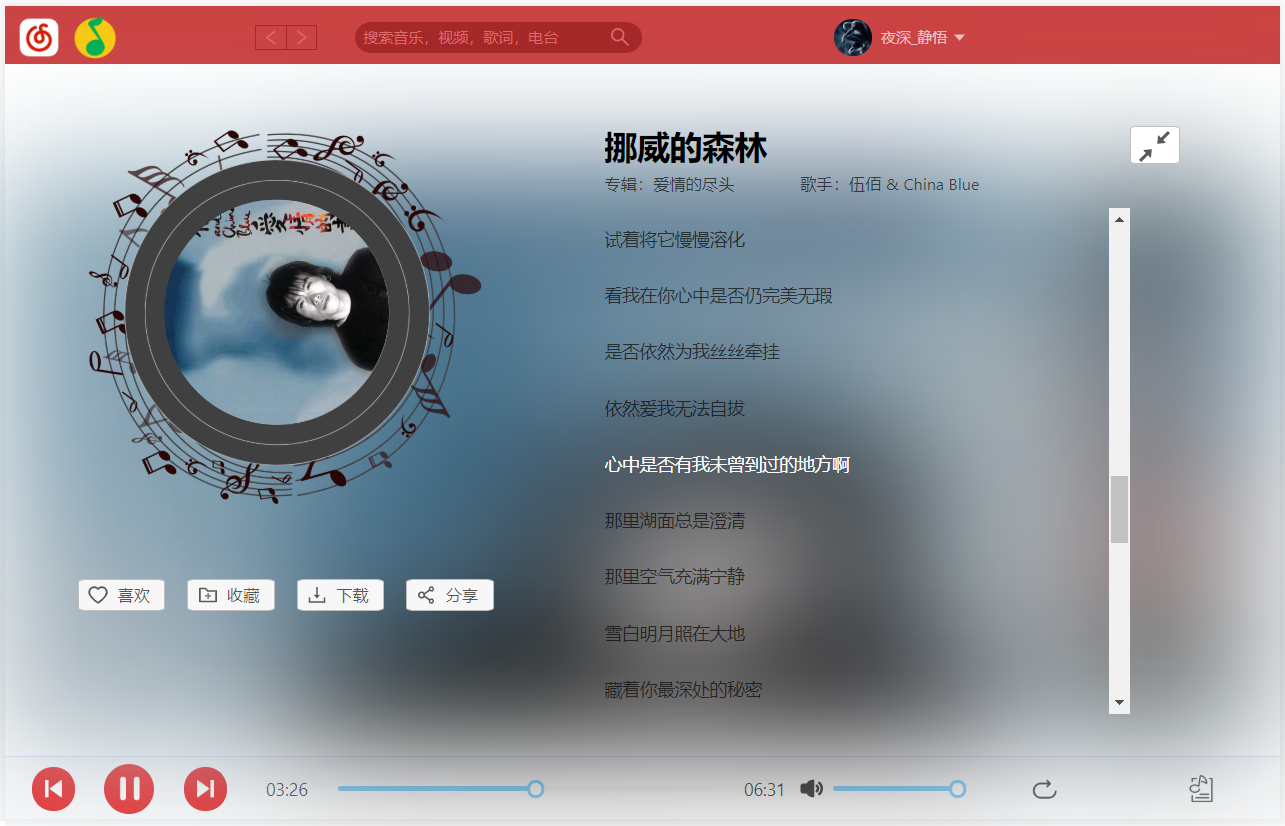 搜索音乐，视频，歌词，电台
夜深_静悟
挪威的森林
专辑：爱情的尽头 歌手：伍佰 & China Blue
试着将它慢慢溶化
看我在你心中是否仍完美无瑕
是否依然为我丝丝牵挂
依然爱我无法自拔
心中是否有我未曾到过的地方啊
那里湖面总是澄清
那里空气充满宁静
雪白明月照在大地
藏着你最深处的秘密
喜欢 收藏 下载 分享
03:26 06:31